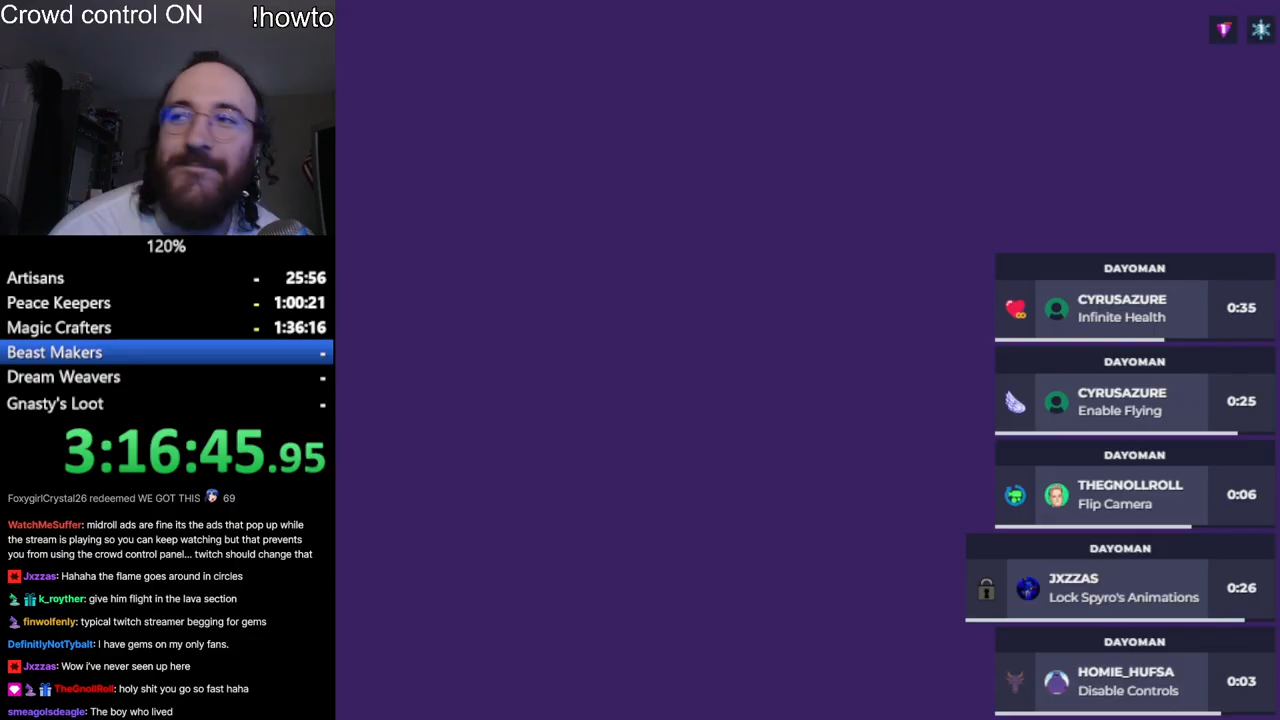 Crowd control ON
!howto
120%
Artisans - 25:56
Peace Keepers - 1:00:21
Magic Crafters - 1:36:16
Beast Makers -
Dream Weavers -
Gnasty's Loot -
3:16:45.95
FoxygirlCrystal26 redeemed WE GOT THIS 69
WatchMeSuffer: midroll ads are fine its the ads that pop up while
the stream is playing so you can keep watching but that prevents
you from using the crowd control panel... twitch should change that
Jxzzas: Hahaha the flame goes around in circles
k_royther: give him flight in the lava section
finwolfenly: typical twitch streamer begging for gems
DefinitlyNotTybalt: I have gems on my only fans.
Jxzzas: Wow i've never seen up here
TheGnollRoll: holy shit you go so fast haha
smeagolsdeagle: The boy who lived
DAYOMAN
CYRUSAZURE
Infinite Health
0:35
DAYOMAN
CYRUSAZURE
Enable Flying
0:25
DAYOMAN
THEGNOLLROLL
Flip Camera
0:06
DAYOMAN
JXZZAS
Lock Spyro's Animations
0:26
DAYOMAN
HOMIE_HUFSA
Disable Controls
0:03